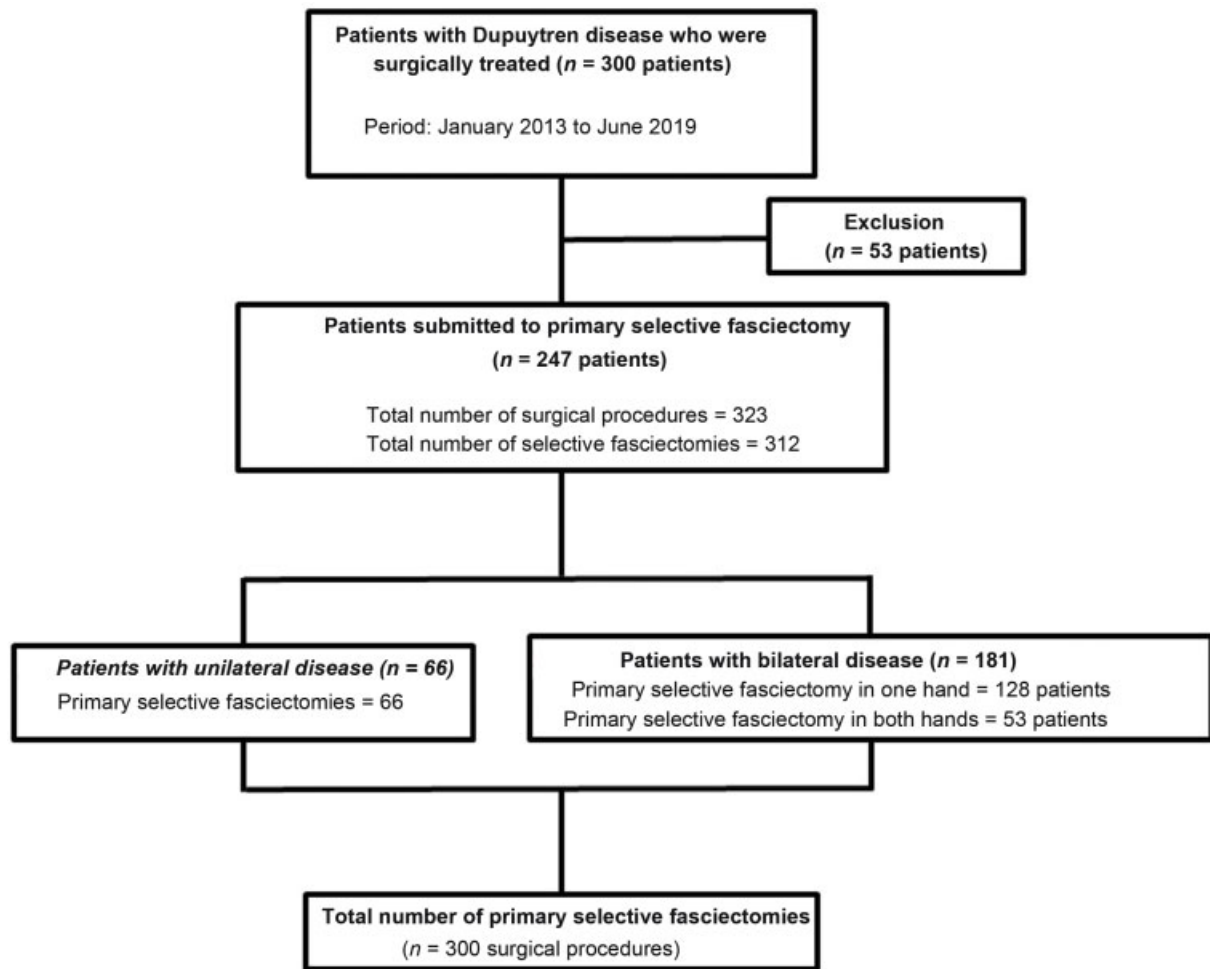 Patients with Dupuytren disease who were
surgically treated (n = 300 patients)
Period: January 2013 to June 2019
Exclusion
(n = 53 patients)
Patients submitted to primary selective fasciectomy
(n = 247 patients)
Total number of surgical procedures = 323
Total number of selective fasciectomies = 312
Patients with unilateral disease (n = 66)
Primary selective fasciectomies = 66
Patients with bilateral disease (n = 181)
Primary selective fasciectomy in one hand = 128 patients
Primary selective fasciectomy in both hands = 53 patients
Total number of primary selective fasciectomies
(n = 300 surgical procedures)